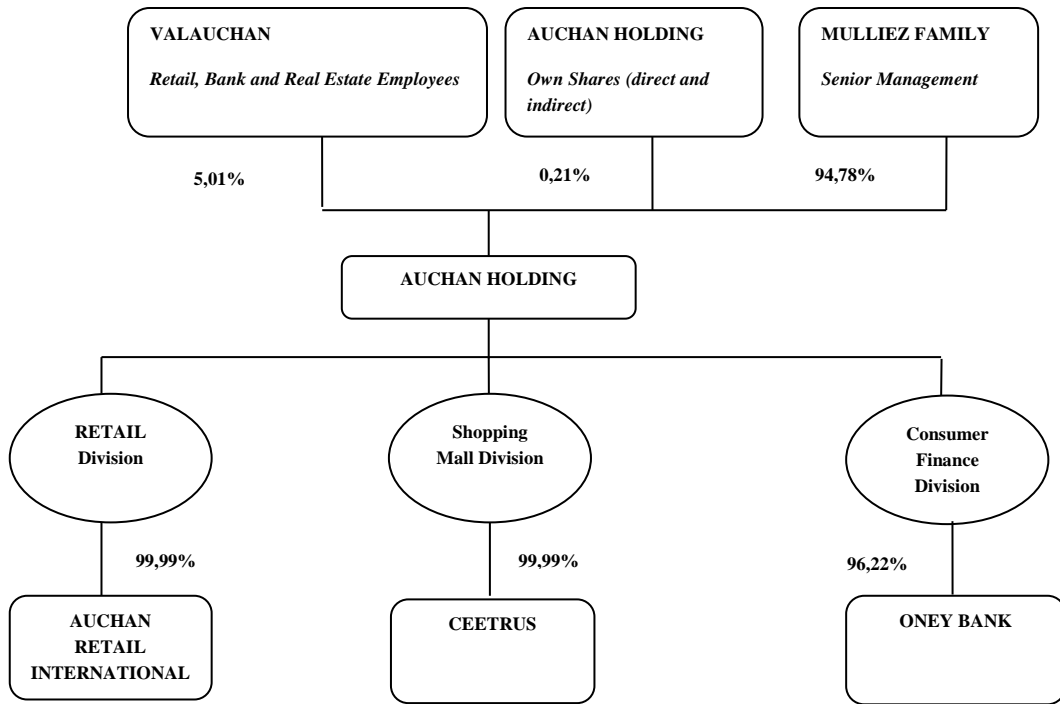 VALAUCHAN
Retail, Bank and Real Estate Employees
AUCHAN HOLDING
Own Shares (direct and
indirect)
MULLIEZ FAMILY
Senior Management
5,01%
0,21%
94,78%
AUCHAN HOLDING
RETAIL
Division
Shopping
Mall Division
Consumer
Finance
Division
99,99%
99,99%
96,22%
AUCHAN
RETAIL
INTERNATIONAL
CEETRUS
ONEY BANK